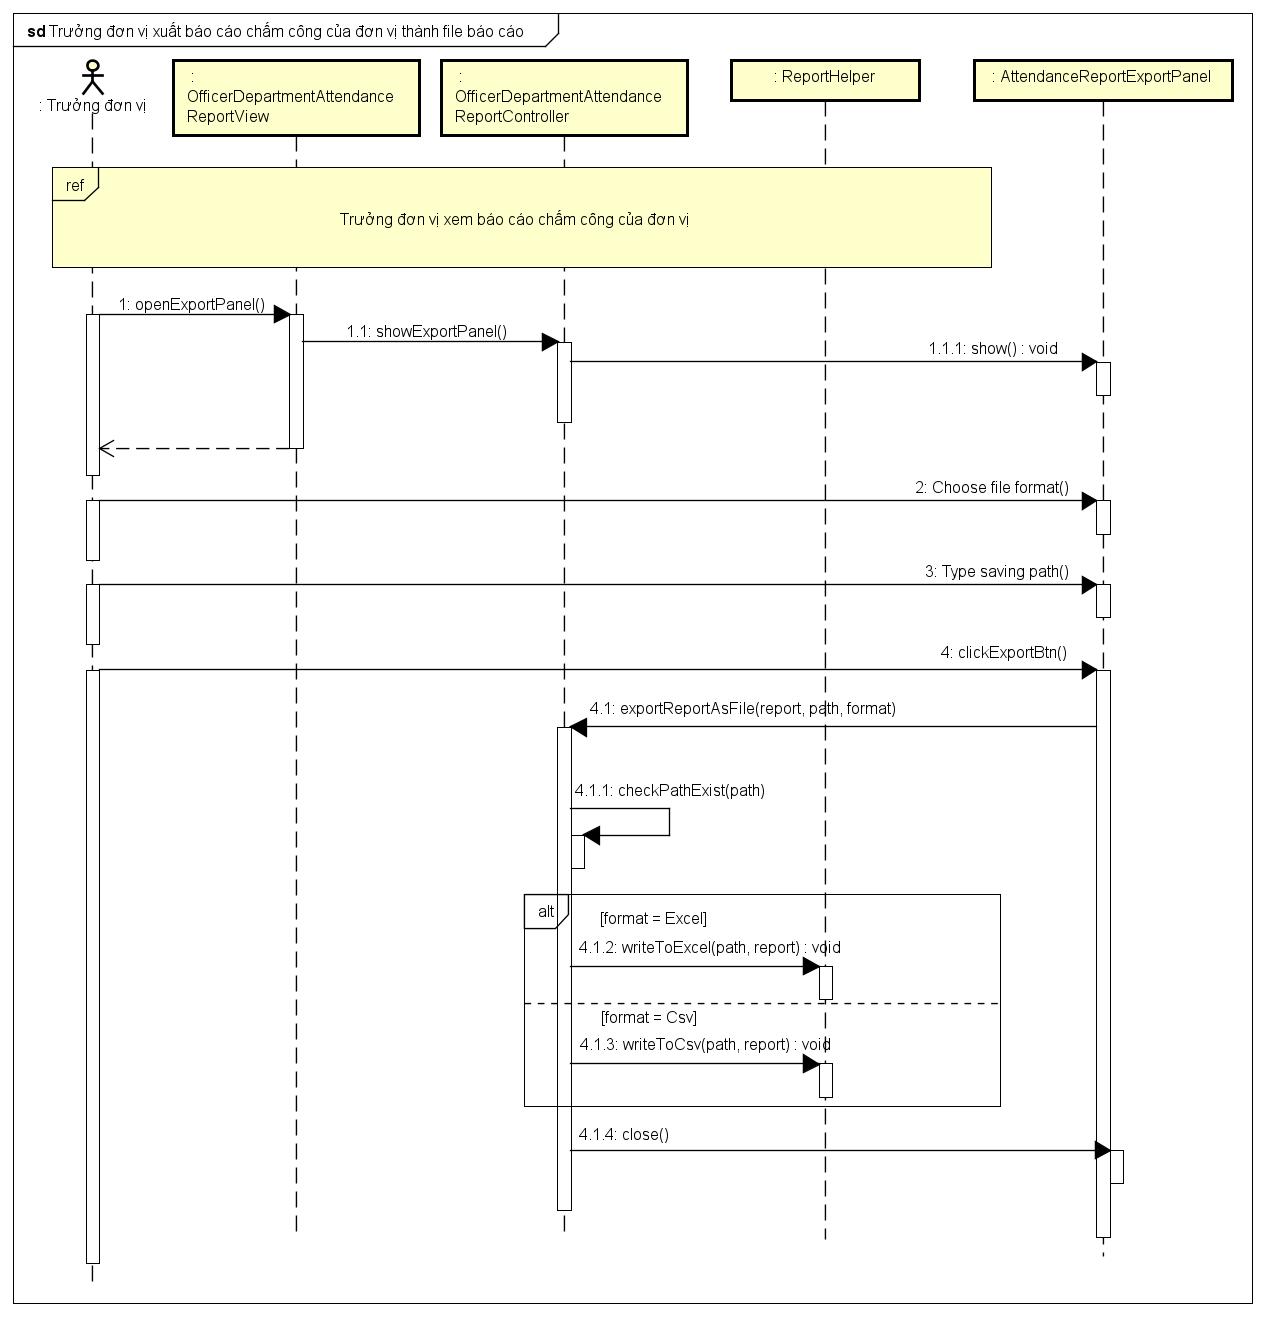 sd Trưởng đơn vị xuất báo cáo chấm công của đơn vị thành file báo cáo
: Trưởng đơn vị
:
OfficerDepartmentAttendance
ReportView
:
OfficerDepartmentAttendance
ReportController
: ReportHelper
: AttendanceReportExportPanel
ref
Trưởng đơn vị xem báo cáo chấm công của đơn vị
1: openExportPanel()
1.1: showExportPanel()
1.1.1: show() : void
2: Choose file format()
3: Type saving path()
4: clickExportBtn()
4.1: exportReportAsFile(report, path, format)
4.1.1: checkPathExist(path)
alt
[format = Excel]
4.1.2: writeToExcel(path, report) : void
[format = Csv]
4.1.3: writeToCsv(path, report) : void
4.1.4: close()